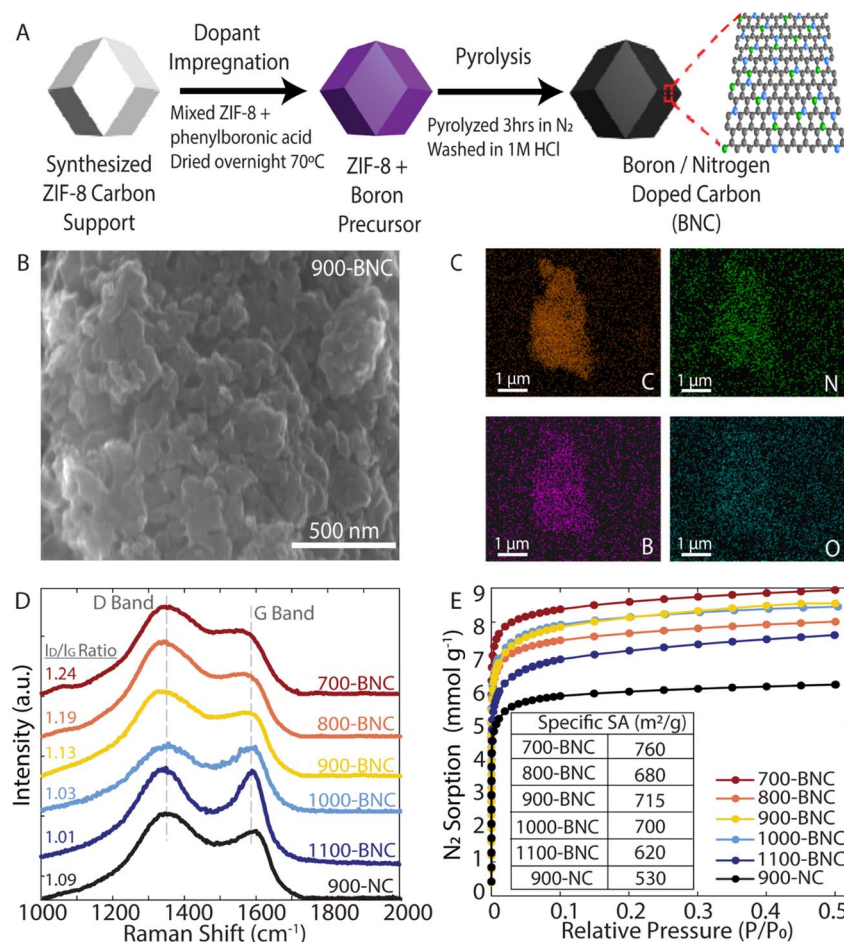 A
Dopant
Impregnation
Mixed ZIF-8 +
phenylboronic acid
Dried overnight 70ºC
Pyrolysis
Pyrolyzed 3hrs in N₂
Washed in 1M HCl
Synthesized
ZIF-8 Carbon
Support
ZIF-8 +
Boron
Precursor
Boron / Nitrogen
Doped Carbon
(BNC)
B
900-BNC
500 nm
C
1 µm
C
1 µm
N
1 µm
B
1 µm
O
D
D Band
G Band
I_D/I_G Ratio
1.24
700-BNC
1.19
800-BNC
1.13
900-BNC
1.03
1000-BNC
1.01
1100-BNC
1.09
900-NC
Intensity (a.u.)
1000 1200 1400 1600 1800 2000
Raman Shift (cm⁻¹)
E
N₂ Sorption (mmol g⁻¹)
9
8
7
6
5
4
3
2
1
0
Specific SA (m²/g)
700-BNC 760
800-BNC 680
900-BNC 715
1000-BNC 700
1100-BNC 620
900-NC 530
700-BNC
800-BNC
900-BNC
1000-BNC
1100-BNC
900-NC
0 0.1 0.2 0.3 0.4 0.5
Relative Pressure (P/P₀)